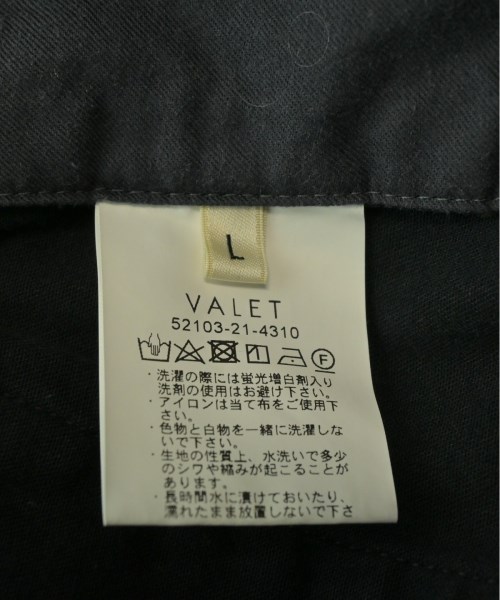 L
VALET
52103-21-4310
F
・洗濯の際には蛍光増白剤入り
洗剤の使用はお避け下さい。
・アイロンは当て布をご使用下
さい。
・色物と白物を一緒に洗濯しな
いで下さい。
・生地の性質上、水洗いで多少
のシワや縮みが起こることが
あります。
・長時間水に漬けておいたり、
濡れたまま放置しないで下さ